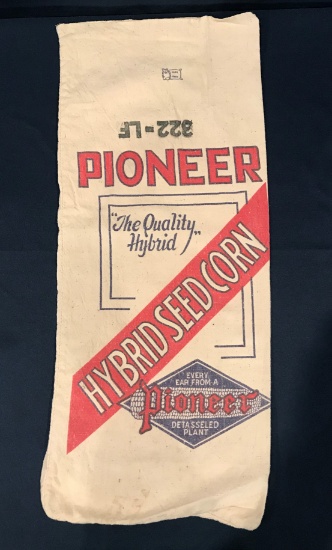 322-LF
PIONEER
"The Quality
Hybrid"
HYBRID SEED CORN
EVERY
EAR FROM A
Pioneer
DETASSELED
PLANT